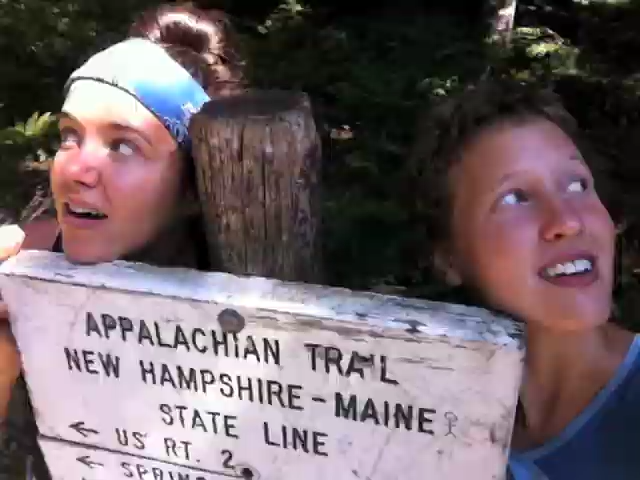 APPALACHIAN TRAIL
NEW HAMPSHIRE-MAINE
STATE LINE
← US RT. 2
←